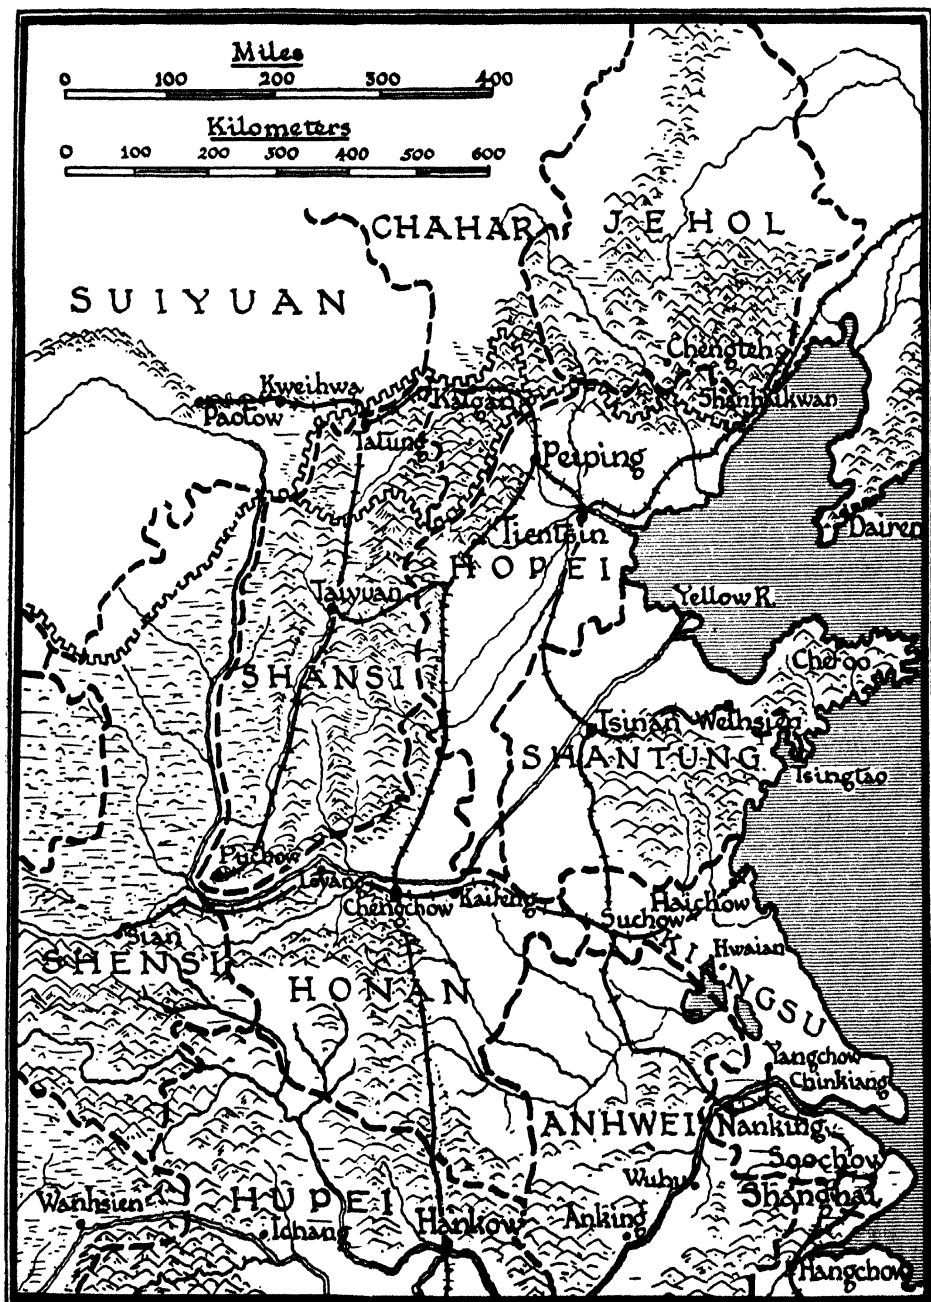 Miles
0 100 200 300 400
Kilometers
0 100 200 300 400 500 600
CHAHAR
JEHOL
SUIYUAN
Chengteh
Kweihwa
Paotow
Kalgan
Shanhaikwan
Tatung
Peiping
Tientsin
Dairen
HOPEI
Taiyuan
Yellow R.
Chefoo
SHANSI
Tsinan
Weihsien
SHANTUNG
Tsingtao
Puchow
Loyang
Chengchow
Kaifeng
Haichow
Suchow
Sian
SHENSI
KIANGSU
Hwaian
HONAN
Yangchow
Chinkiang
ANHWEI
Nanking
Soochow
Wuhu
Shanghai
Wanhsien
HUPEI
Ichang
Hankow
Anking
Hangchow